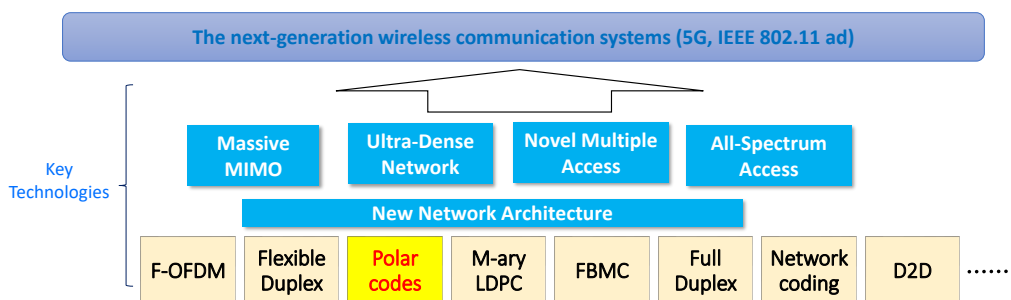 The next-generation wireless communication systems (5G, IEEE 802.11 ad)
Key
Technologies
Massive
MIMO
Ultra-Dense
Network
Novel Multiple
Access
All-Spectrum
Access
New Network Architecture
F-OFDM
Flexible
Duplex
Polar
codes
M-ary
LDPC
FBMC
Full
Duplex
Network
coding
D2D
······